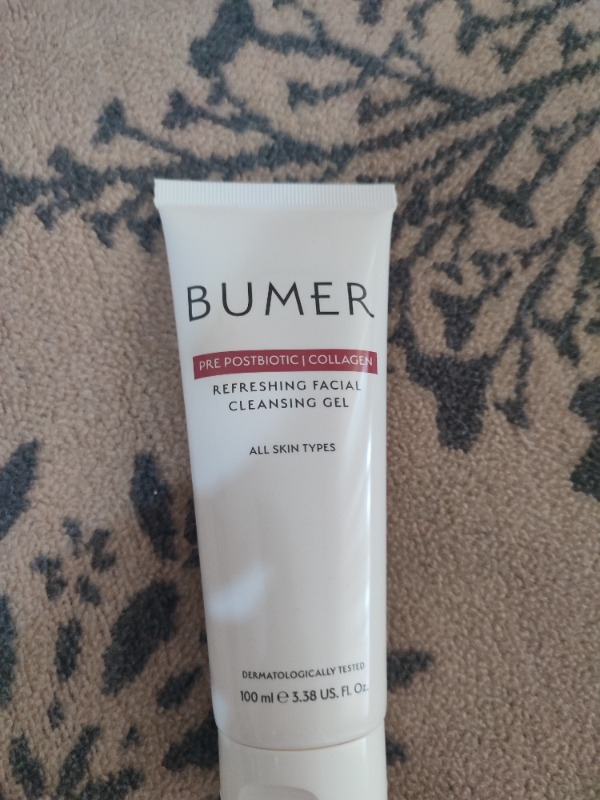 BUMER
PRE POSTBIOTIC | COLLAGEN
REFRESHING FACIAL
CLEANSING GEL
ALL SKIN TYPES
DERMATOLOGICALLY TESTED
100 ml ℮ 3.38 US. Fl. Oz.